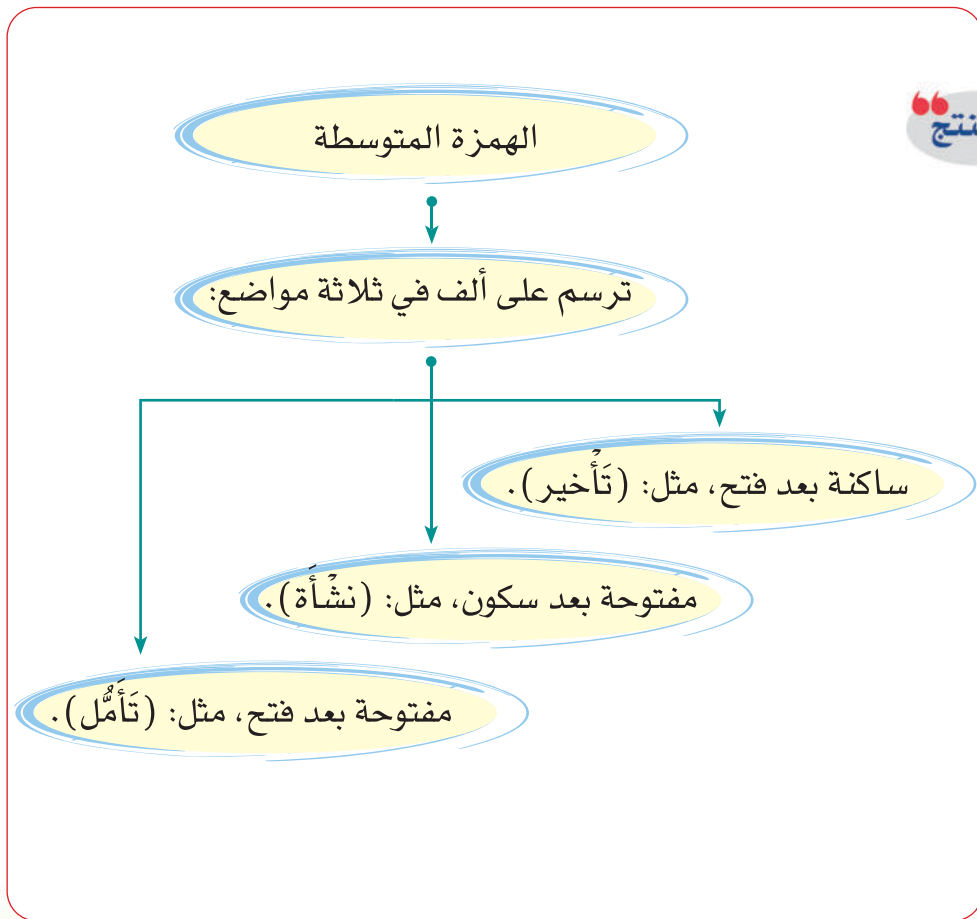 الهمزة المتوسطة
ترسم على ألف في ثلاثة مواضع:
ساكنة بعد فتح، مثل: (تَأْخير).
مفتوحة بعد سكون، مثل: (نشْأَة).
مفتوحة بعد فتح، مثل: (تَأَمُّل).